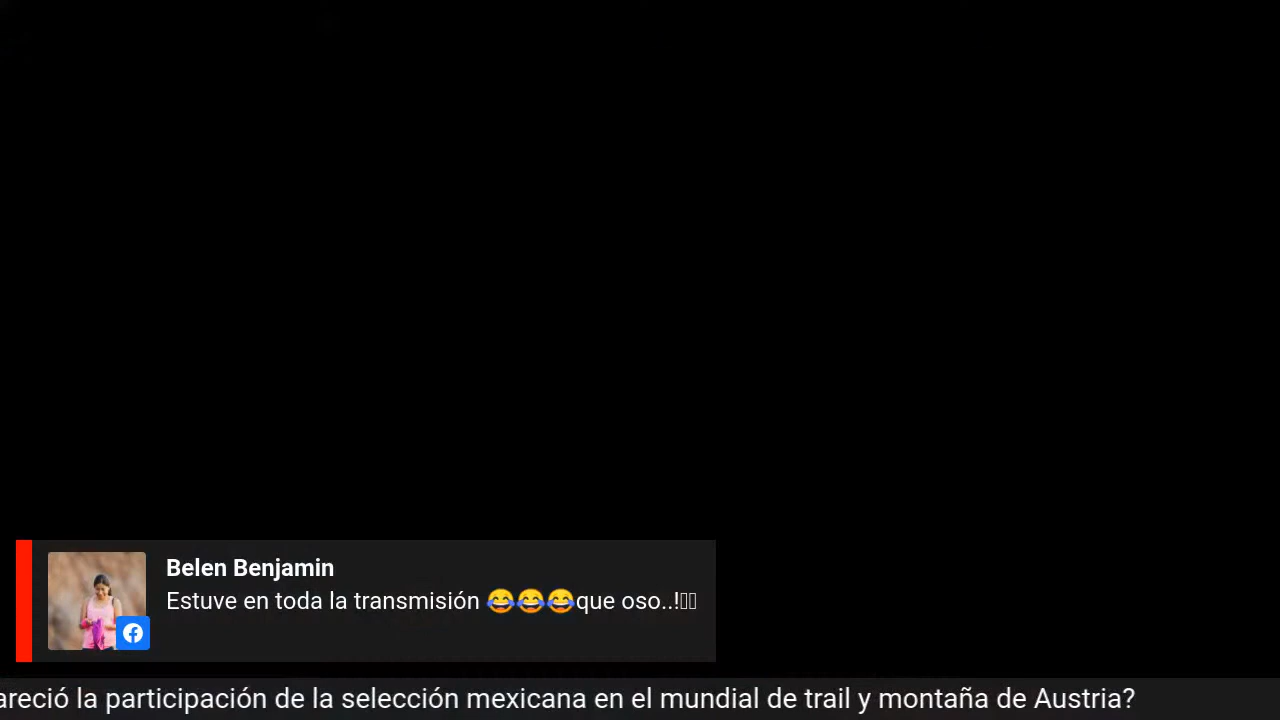 Belen Benjamin
Estuve en toda la transmisión 😂😂😂que oso..!
la participación de la selección mexicana en el mundial de trail y montaña de Austria?